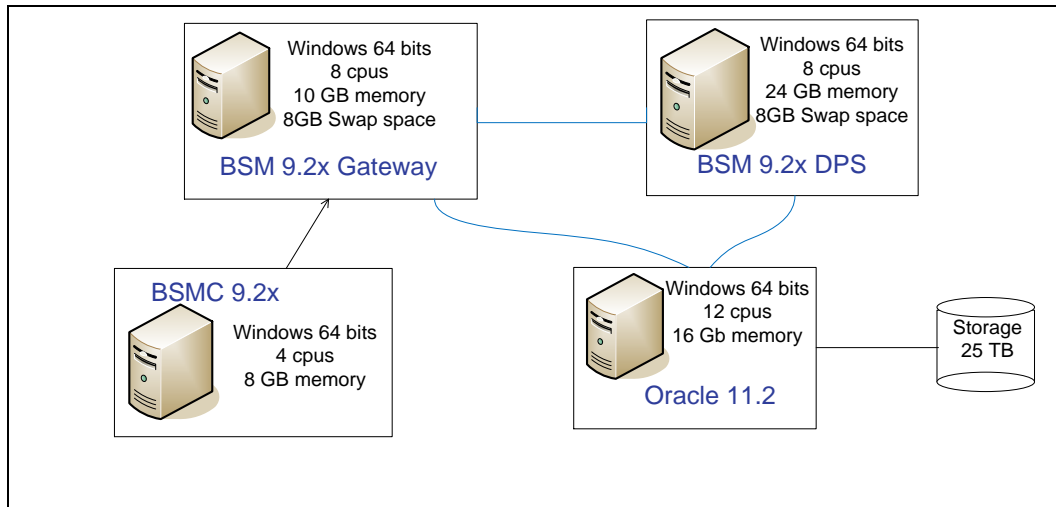 Windows 64 bits
8 cpus
10 GB memory
8GB Swap space
BSM 9.2x Gateway
Windows 64 bits
8 cpus
24 GB memory
8GB Swap space
BSM 9.2x DPS
BSMC 9.2x
Windows 64 bits
4 cpus
8 GB memory
Windows 64 bits
12 cpus
16 Gb memory
Oracle 11.2
Storage
25 TB